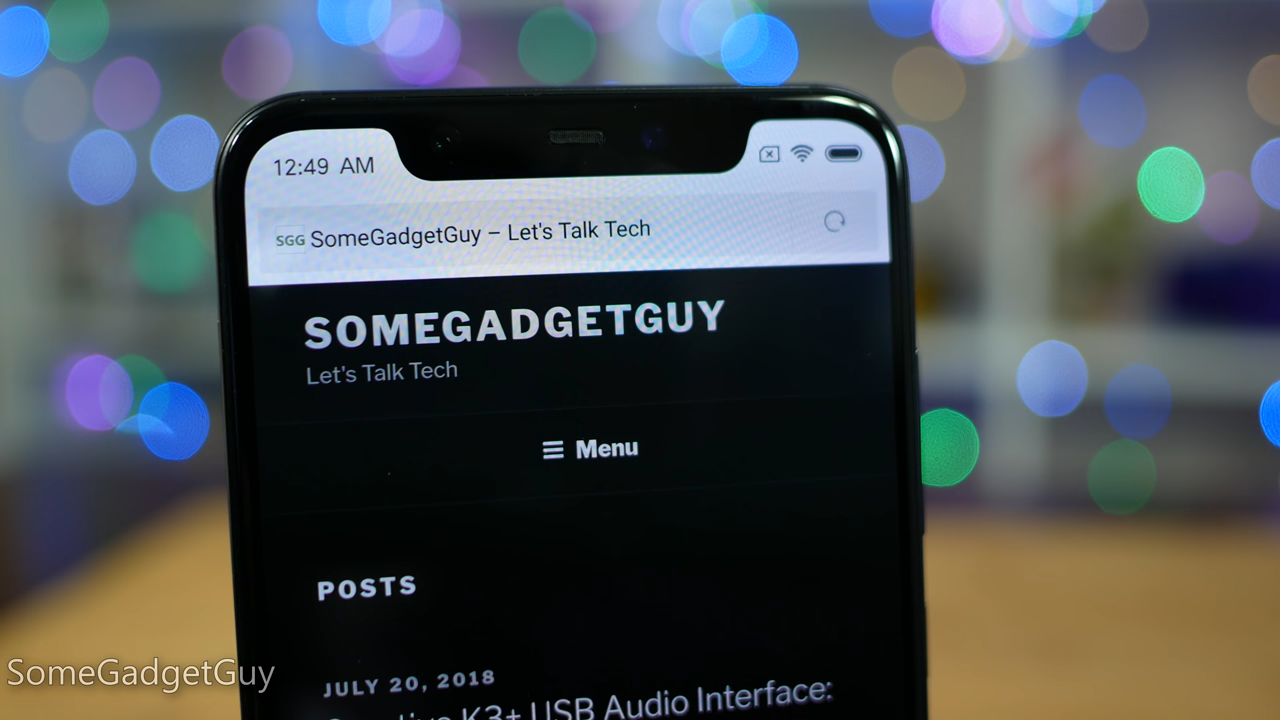 12:49 AM
SGG SomeGadgetGuy – Let's Talk Tech
SOMEGADGETGUY
Let's Talk Tech
Menu
POSTS
JULY 20, 2018
K3+ USB Audio Interface:
SomeGadgetGuy